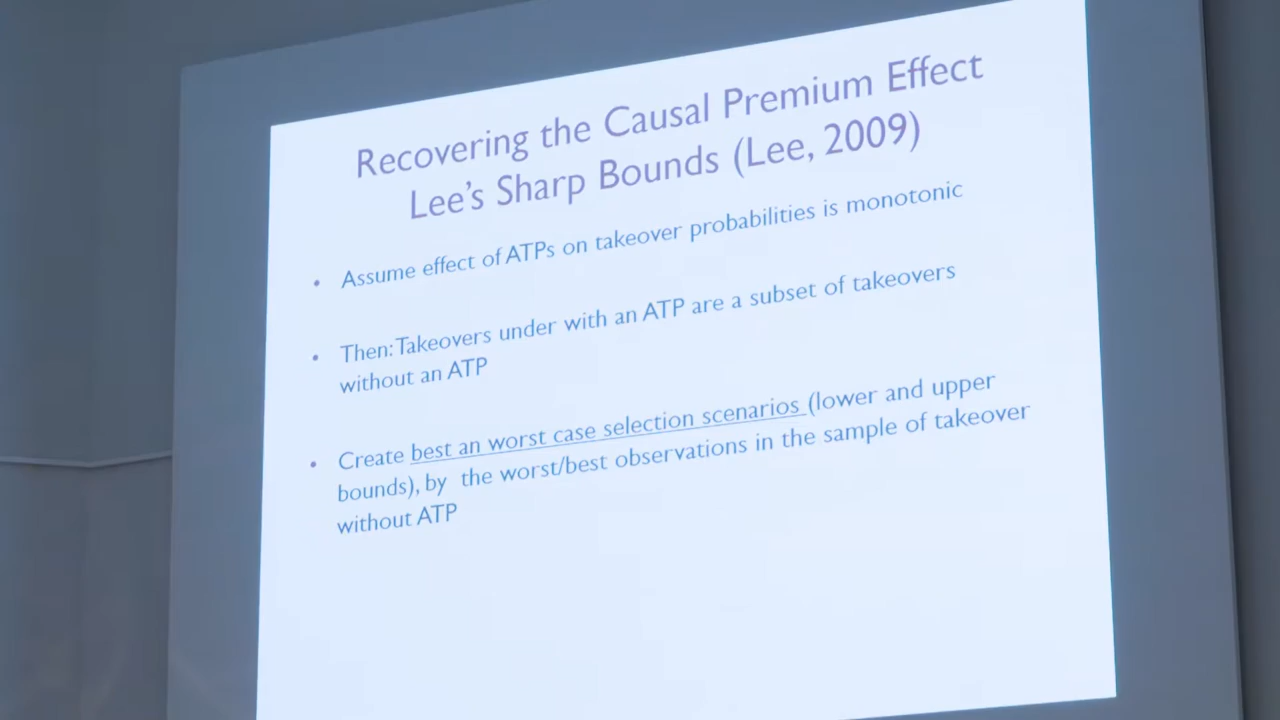 Recovering the Causal Premium Effect
Lee's Sharp Bounds (Lee, 2009)
• Assume effect of ATPs on takeover probabilities is monotonic
• Then: Takeovers under with an ATP are a subset of takeovers
without an ATP
• Create best an worst case selection scenarios (lower and upper
bounds), by the worst/best observations in the sample of takeover
without ATP